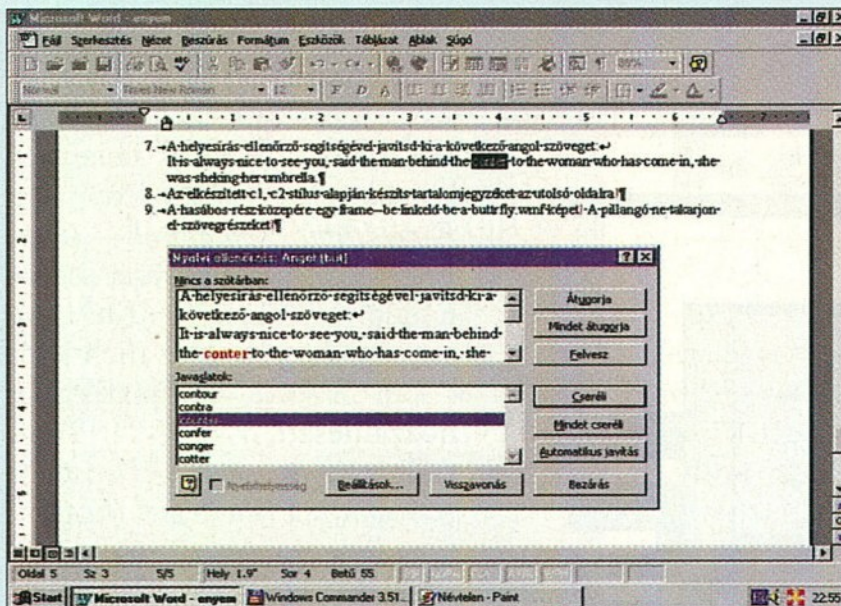 Microsoft Word - enyem
Fájl Szerkesztés Nézet Beszúrás Formátum Eszközök Táblázat Ablak Súgó
88%
Normál Times New Roman 12 F D A
7. A helyesírás-ellenőrző segítségével javítsd ki a következő angol szöveget:
It is always nice to see you, said the man behind the conter to the woman who has come in, she
was sheking her umbrella.
8. Az elkészített c1, c2 stílus alapján készíts tartalomjegyzéket az utolsó oldalra!
9. A hasábos rész közepére egy frame–be linkeld be a buttrfly.wmf képet! A pillangó ne takarjon
el szövegrészeket!
Nyelvi ellenőrzés: Angol (brit)
Nincs a szótárban:
A helyesírás-ellenőrző segítségével javítsd ki a
következő angol szöveget:
It is always nice to see you, said the man behind
the conter to the woman who has come in, she
Átugorja
Mindet átugorja
Felvesz
Javaslatok:
contour
contra
counter
confer
conger
cotter
Cseréli
Mindet cseréli
Automatikus javítás
Nyelvhelyesség
Beállítások...
Visszavonás
Bezárás
Oldal 5 Sz 3 5/5 Hely 1.9" Sor 4 Betű 55
Start Microsoft Word - enyem Windows Commander 3.51... Névtelen - Paint 22:55